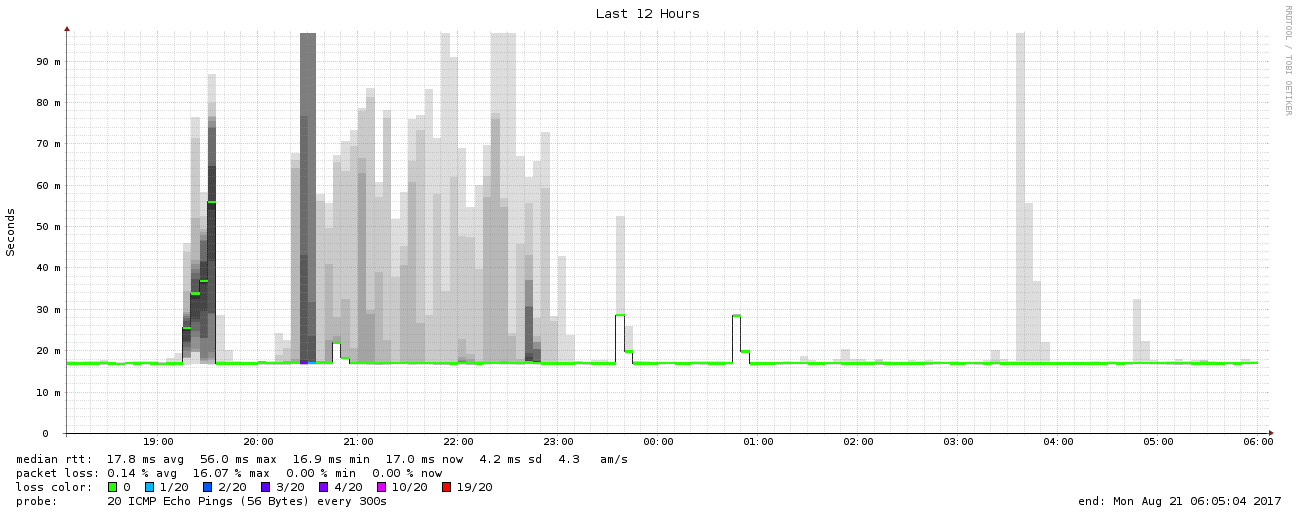 Last 12 Hours
RRDTOOL / TOBI OETIKER
Seconds
90 m
80 m
70 m
60 m
50 m
40 m
30 m
20 m
10 m
0
19:00 20:00 21:00 22:00 23:00 00:00 01:00 02:00 03:00 04:00 05:00 06:00
median rtt: 17.8 ms avg 56.0 ms max 16.9 ms min 17.0 ms now 4.2 ms sd 4.3 am/s
packet loss: 0.14 % avg 16.07 % max 0.00 % min 0.00 % now
loss color: 0 1/20 2/20 3/20 4/20 10/20 19/20
probe: 20 ICMP Echo Pings (56 Bytes) every 300s
end: Mon Aug 21 06:05:04 2017